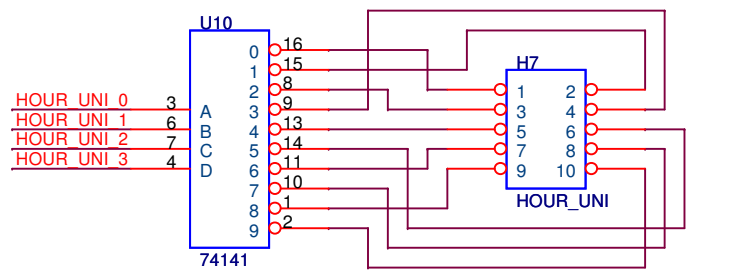 U10
HOUR_UNI_0 3 A
HOUR_UNI_1 6 B
HOUR_UNI_2 7 C
HOUR_UNI_3 4 D
0 16
1 15
2 8
3 9
4 13
5 14
6 11
7 10
8 1
9 2
74141
H7
1 2
3 4
5 6
7 8
9 10
HOUR_UNI